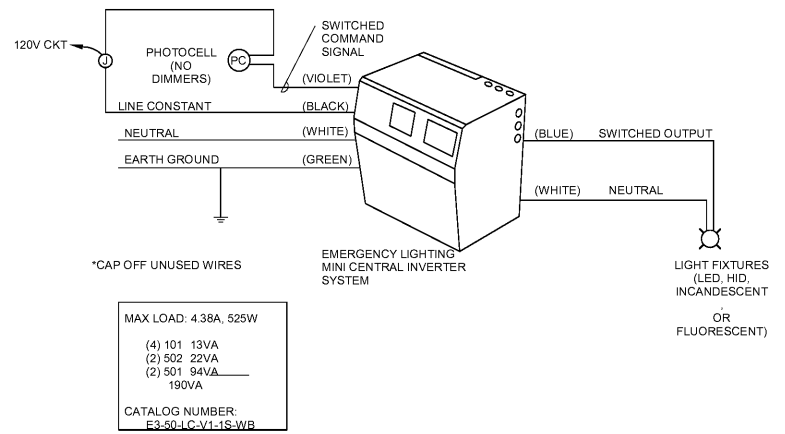 SWITCHED
COMMAND
SIGNAL
120V CKT
J
PHOTOCELL
(NO
DIMMERS)
PC
(VIOLET)
LINE CONSTANT (BLACK)
NEUTRAL (WHITE)
EARTH GROUND (GREEN)
(BLUE) SWITCHED OUTPUT
(WHITE) NEUTRAL
*CAP OFF UNUSED WIRES
EMERGENCY LIGHTING
MINI CENTRAL INVERTER
SYSTEM
LIGHT FIXTURES
(LED, HID,
INCANDESCENT
,
OR
FLUORESCENT)
MAX LOAD: 4.38A, 525W
(4) 101 13VA
(2) 502 22VA
(2) 501 94VA
190VA
CATALOG NUMBER:
E3-50-LC-V1-1S-WB